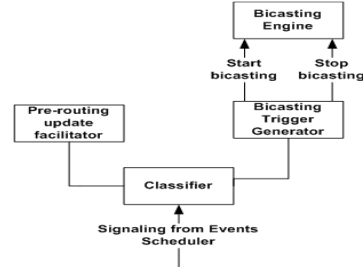 Bicasting
Engine
Start
bicasting
Stop
bicasting
Pre-routing
update
facilitator
Bicasting
Trigger
Generator
Classifier
Signaling from Events
Scheduler